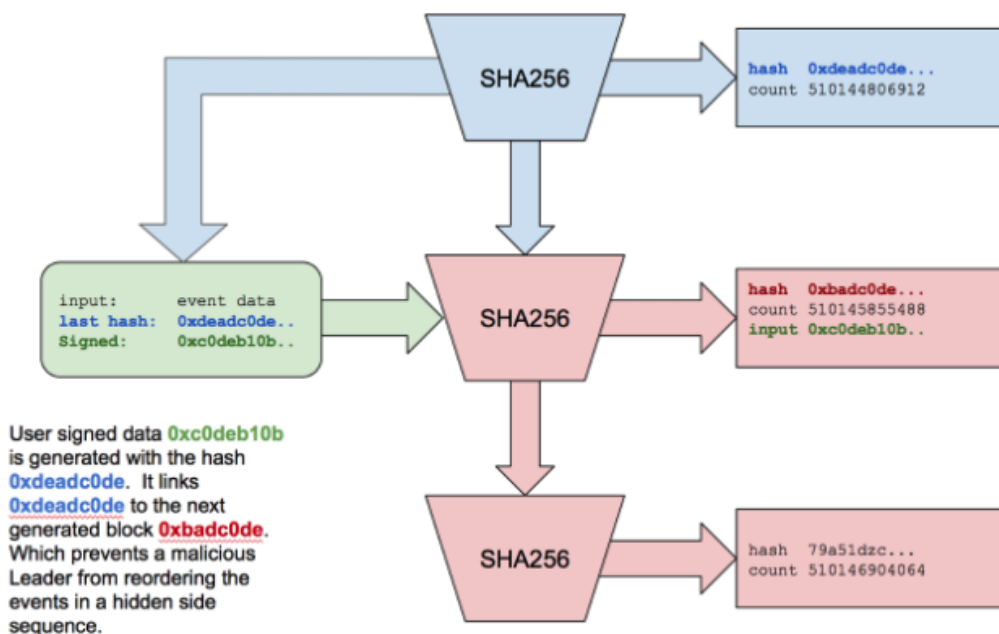 SHA256
hash 0xdeadc0de...
count 510144806912
input: event data
last hash: 0xdeadc0de..
Signed: 0xc0deb10b..
SHA256
hash 0xbadc0de...
count 510145855488
input 0xc0deb10b..
User signed data 0xc0deb10b
is generated with the hash
0xdeadc0de. It links
0xdeadc0de to the next
generated block 0xbadc0de.
Which prevents a malicious
Leader from reordering the
events in a hidden side
sequence.
SHA256
hash 79a51dzc...
count 510146904064